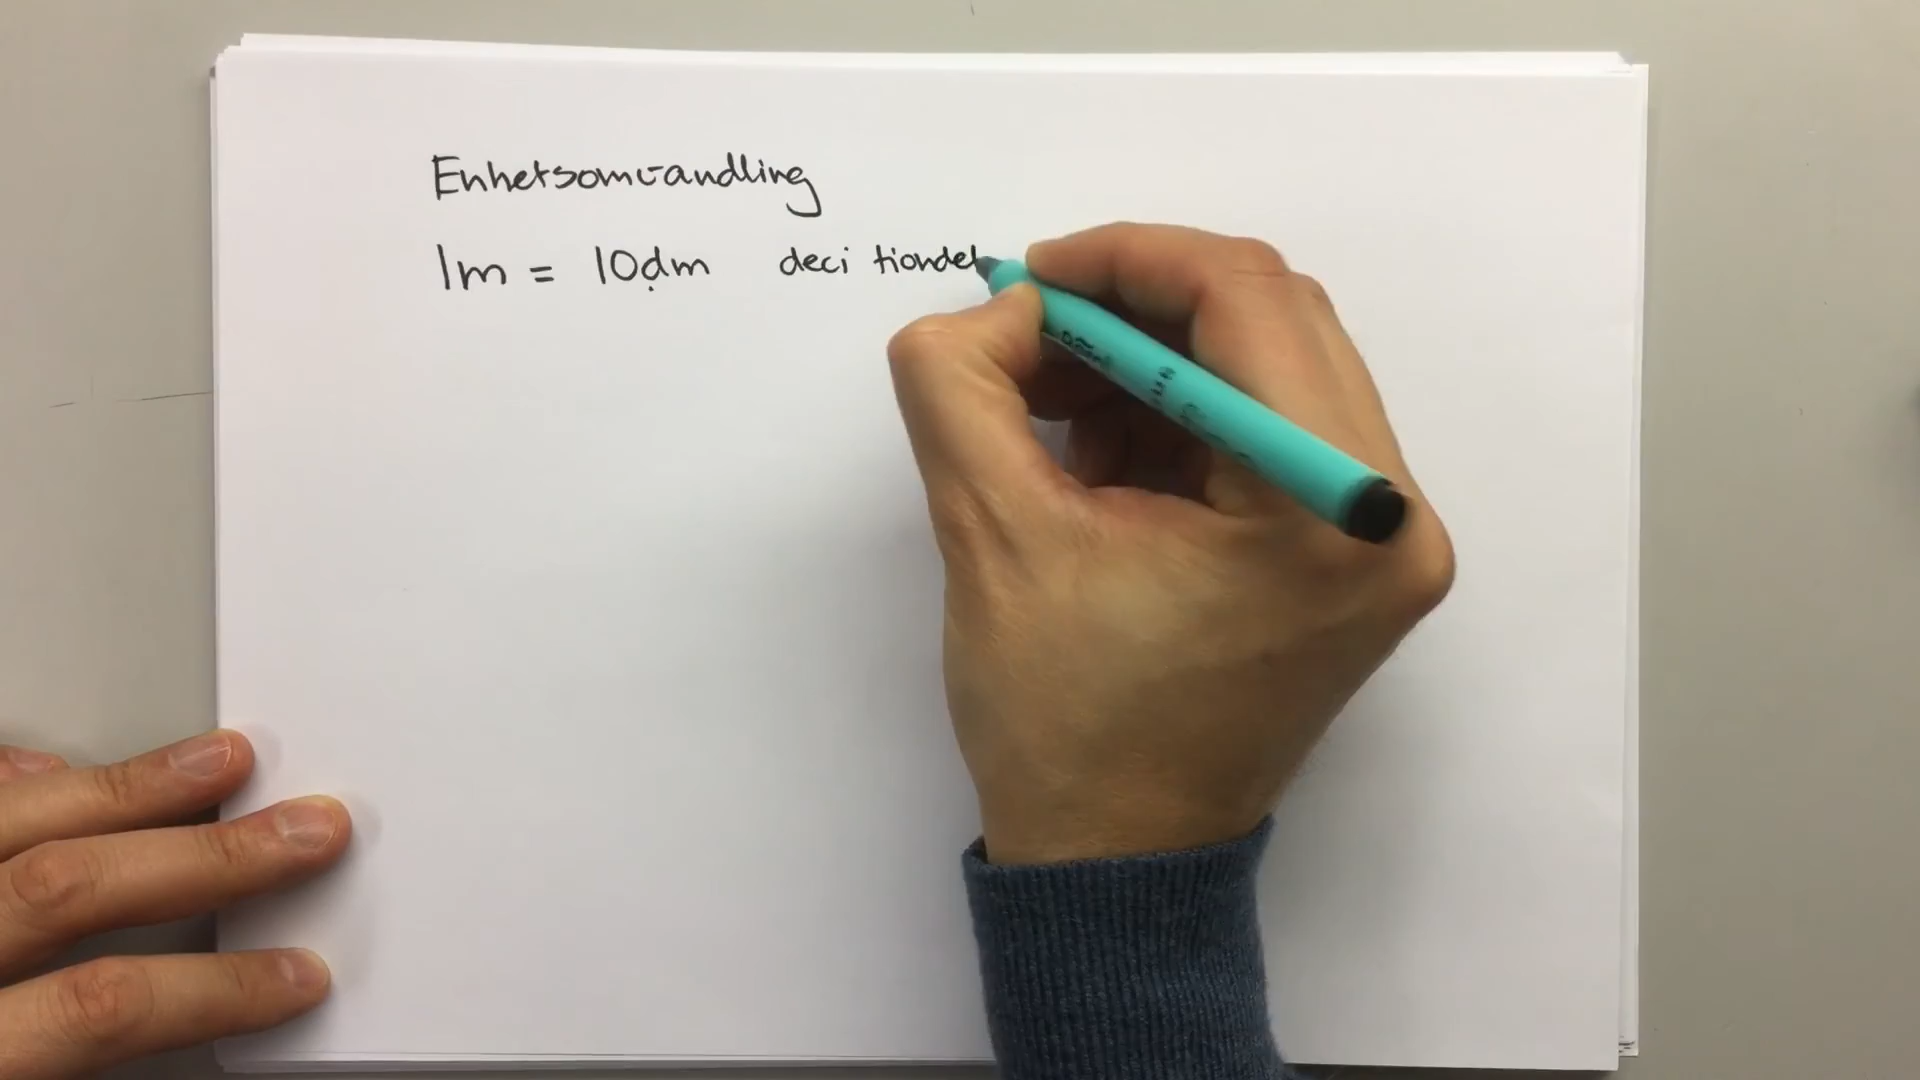 Enhetsomvandling
1m = 10dm deci tiondel